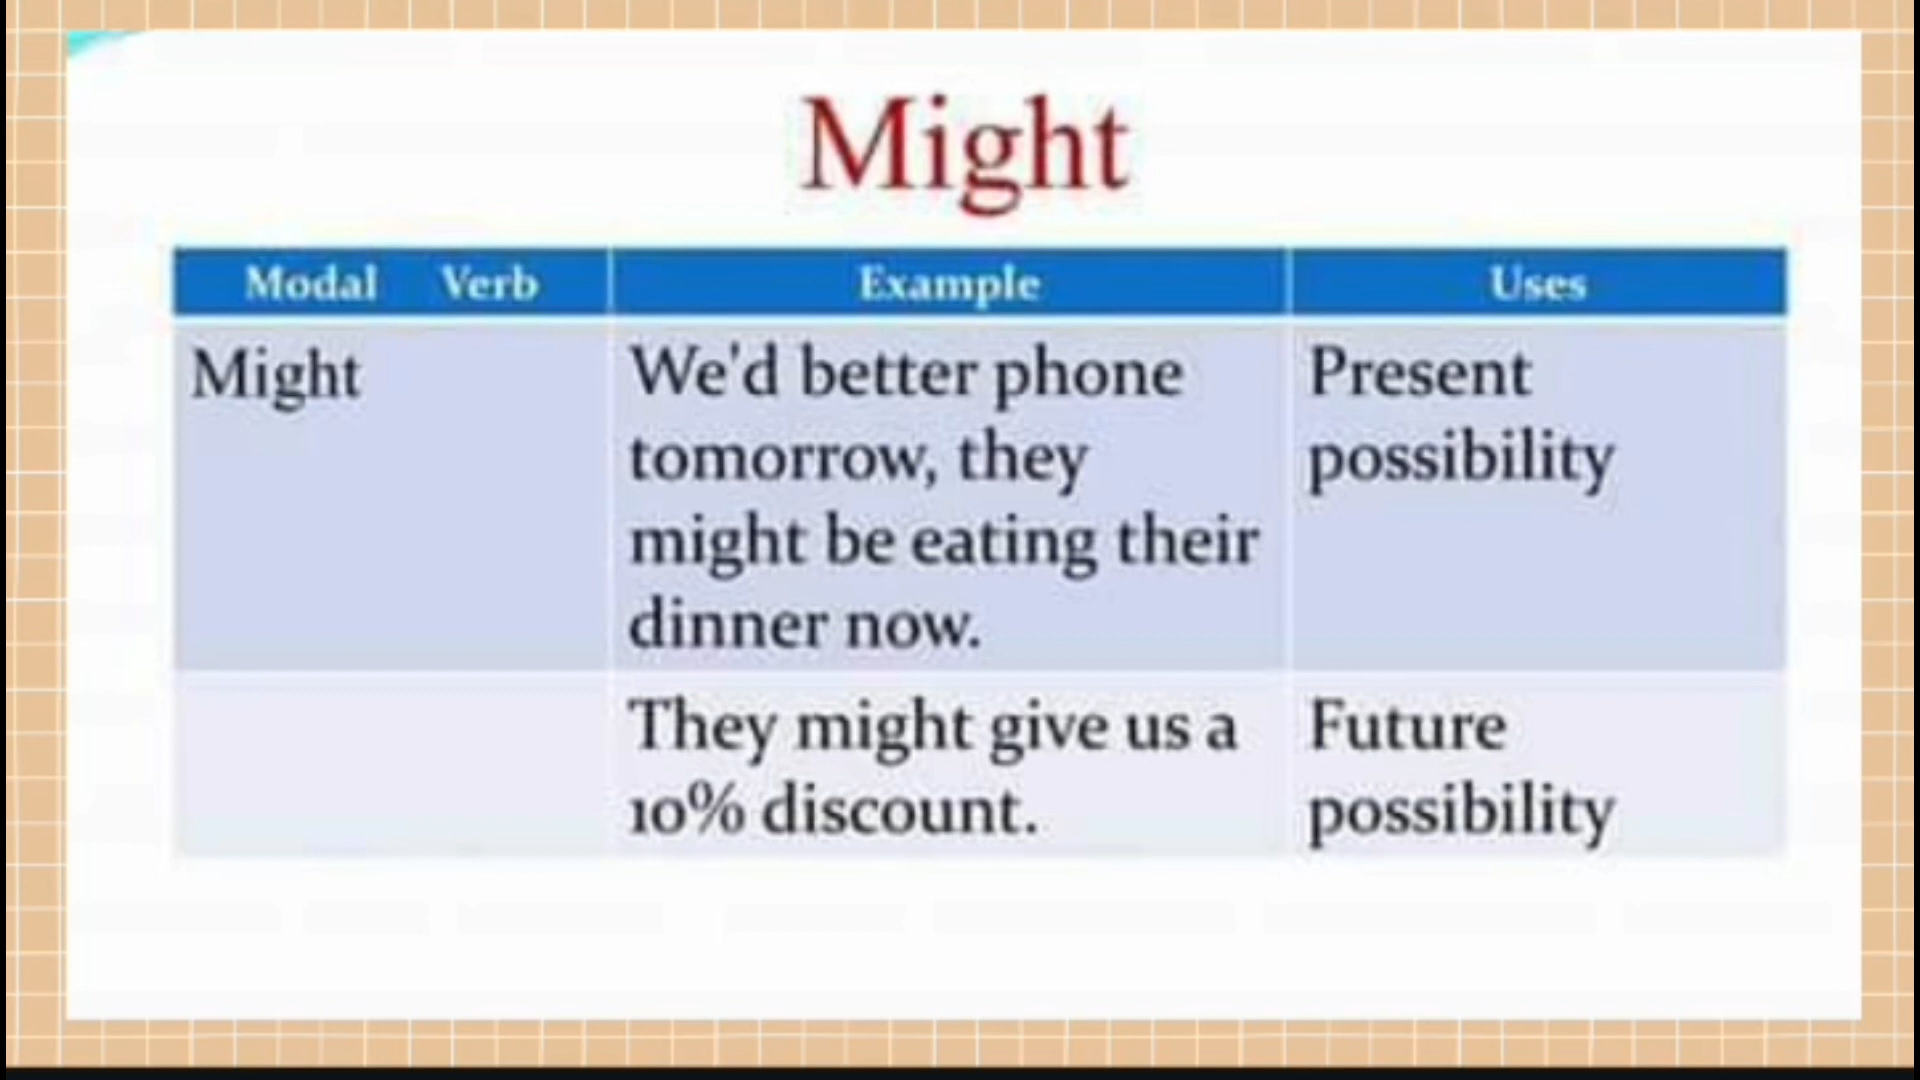 Might
Modal Verb Example Uses
Might
We'd better phone
tomorrow, they
might be eating their
dinner now.
Present
possibility
They might give us a
10% discount.
Future
possibility